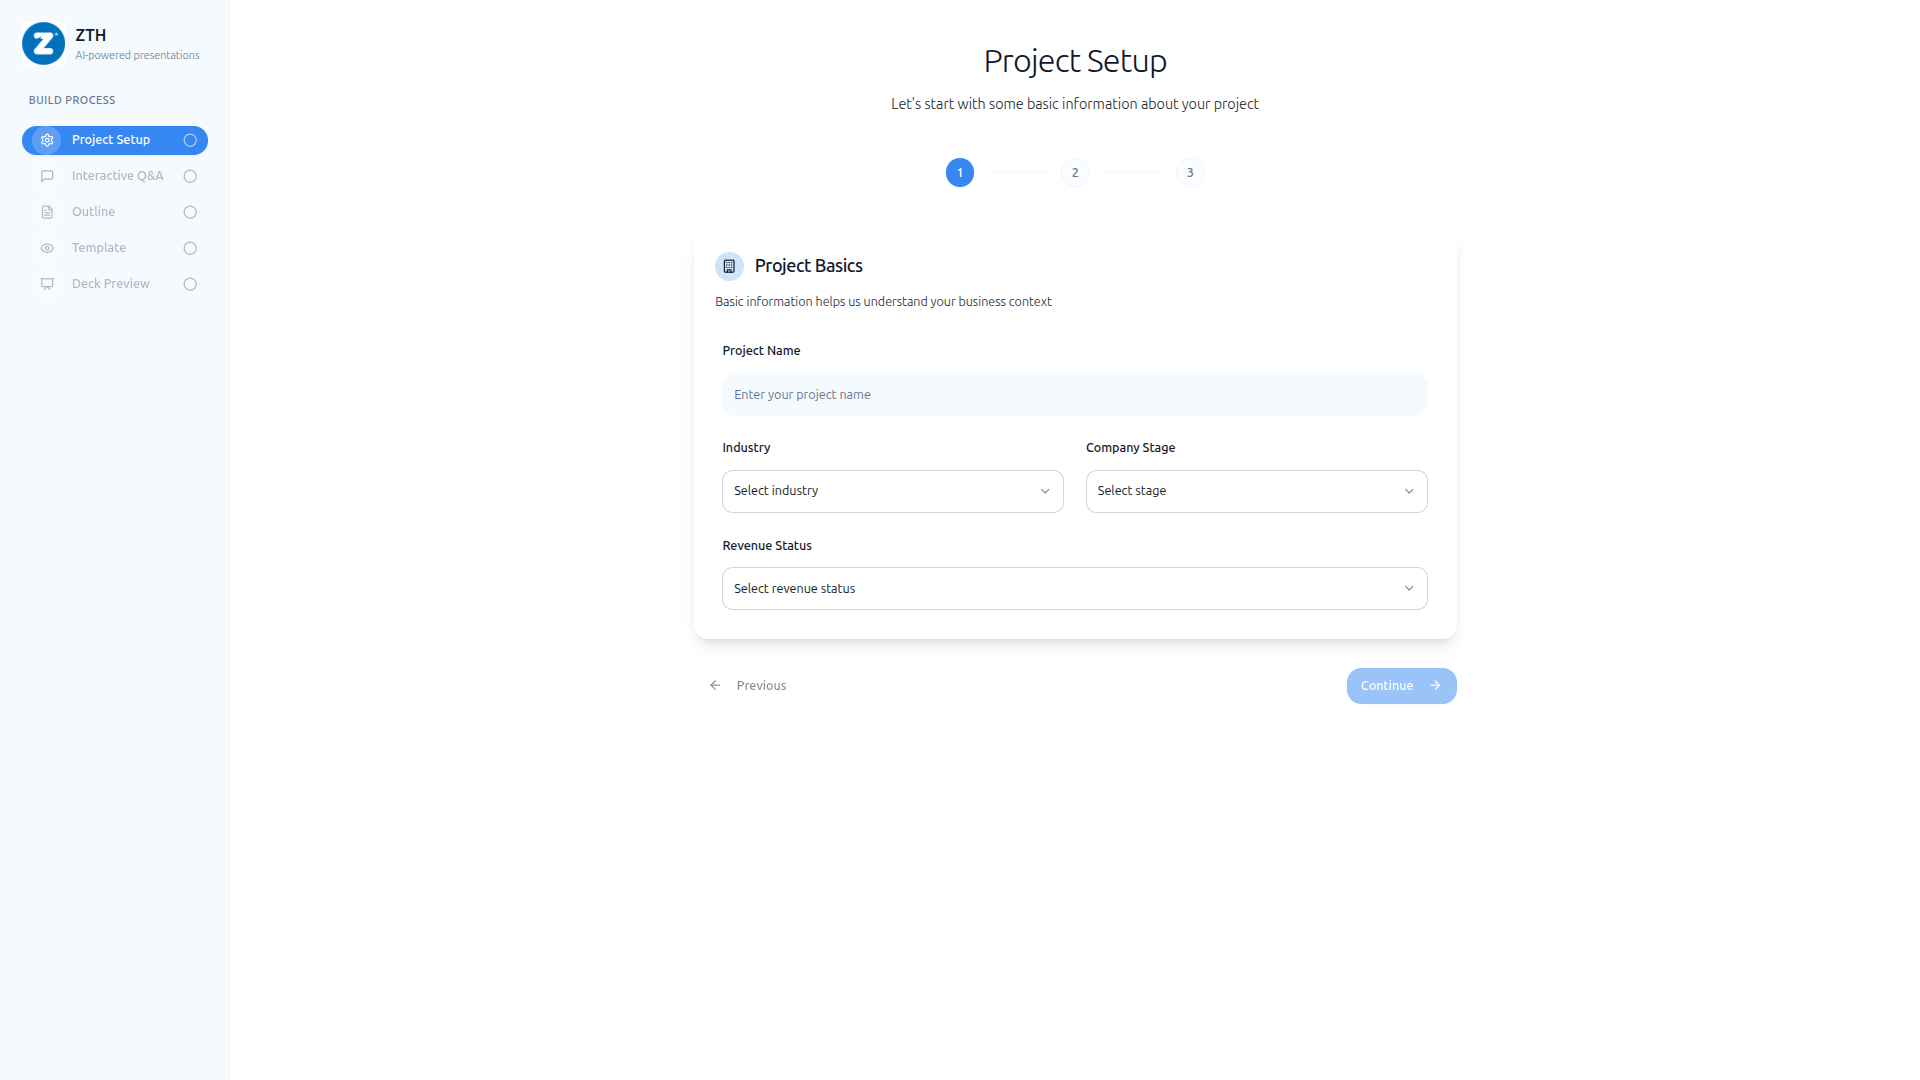 Z
ZTH
AI-powered presentations
BUILD PROCESS
Project Setup
Interactive Q&A
Outline
Template
Deck Preview
Project Setup
Let's start with some basic information about your project
1
2
3
Project Basics
Basic information helps us understand your business context
Project Name
Enter your project name
Industry
Company Stage
Select industry
Select stage
Revenue Status
Select revenue status
Previous
Continue